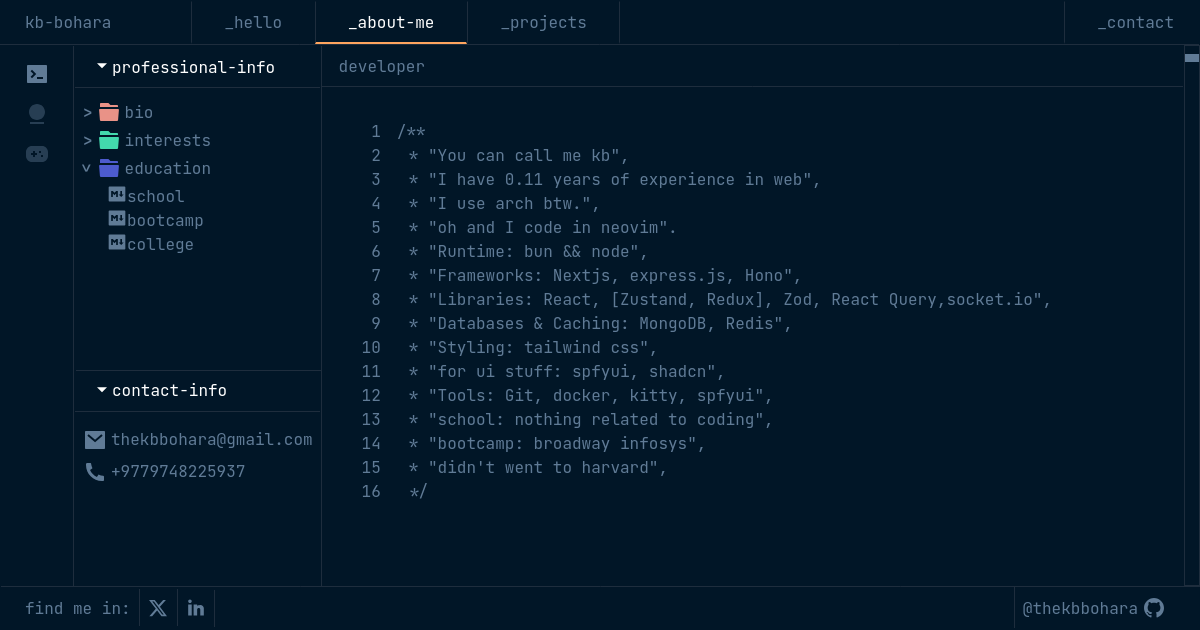 kb-bohara
_hello
_about-me
_projects
_contact
professional-info
> bio
> interests
education
school
bootcamp
college
contact-info
thekbbohara@gmail.com
+9779748225937
developer
1 /**
2 * "You can call me kb",
3 * "I have 0.11 years of experience in web",
4 * "I use arch btw.",
5 * "oh and I code in neovim".
6 * "Runtime: bun && node",
7 * "Frameworks: Nextjs, express.js, Hono",
8 * "Libraries: React, [Zustand, Redux], Zod, React Query,socket.io",
9 * "Databases & Caching: MongoDB, Redis",
10 * "Styling: tailwind css",
11 * "for ui stuff: spfyui, shadcn",
12 * "Tools: Git, docker, kitty, spfyui",
13 * "school: nothing related to coding",
14 * "bootcamp: broadway infosys",
15 * "didn't went to harvard",
16 */
find me in:
@thekbbohara